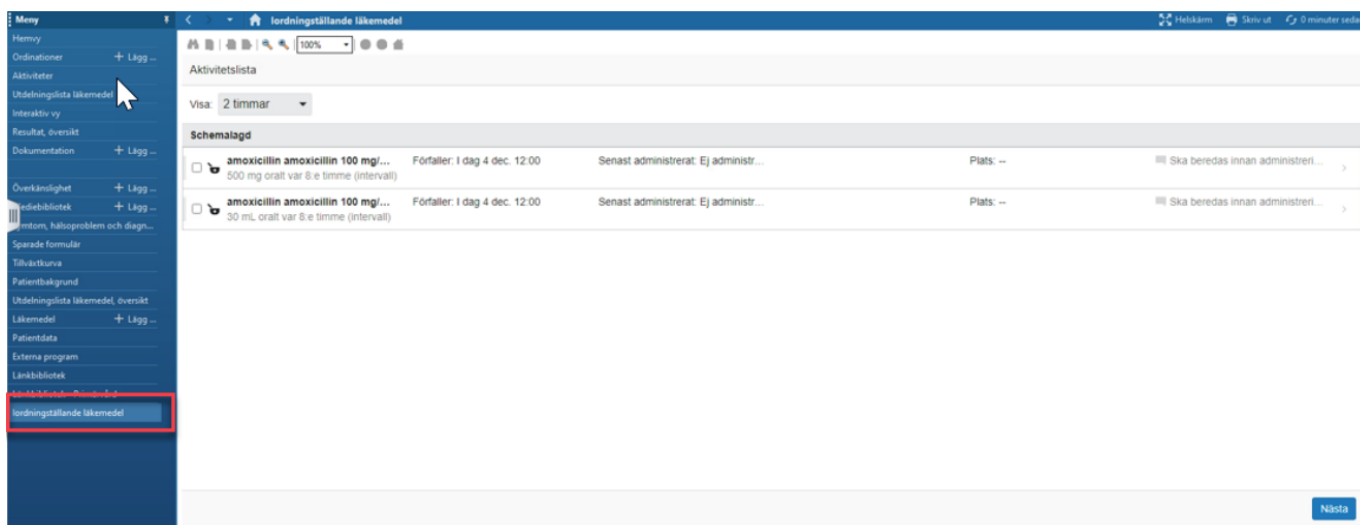 Meny
Iordningställande läkemedel
Helskärm Skriv ut 0 minuter seda
Hemvy
Ordinationer + Lägg ...
100%
Aktiviteter
Aktivitetslista
Utdelningslista läkemedel
Visa: 2 timmar
Interaktiv vy
Resultat, översikt
Schemalagd
Dokumentation + Lägg ...
amoxicillin amoxicillin 100 mg/... Förfaller: I dag 4 dec. 12:00 Senast administrerat: Ej administr... Plats: -- Ska beredas innan administreri...
500 mg oralt var 8:e timme (intervall)
Överkänslighet + Lägg ...
ediebibliotek + Lägg ...
amoxicillin amoxicillin 100 mg/... Förfaller: I dag 4 dec. 12:00 Senast administrerat: Ej administr... Plats: -- Ska beredas innan administreri...
30 mL oralt var 8:e timme (intervall)
mtom, hälsoproblem och diagn...
Sparade formulär
Tillväxtkurva
Patientbakgrund
Utdelningslista läkemedel, översikt
Läkemedel + Lägg ...
Patientdata
Externa program
Länkbibliotek
Iordningställande läkemedel
Nästa